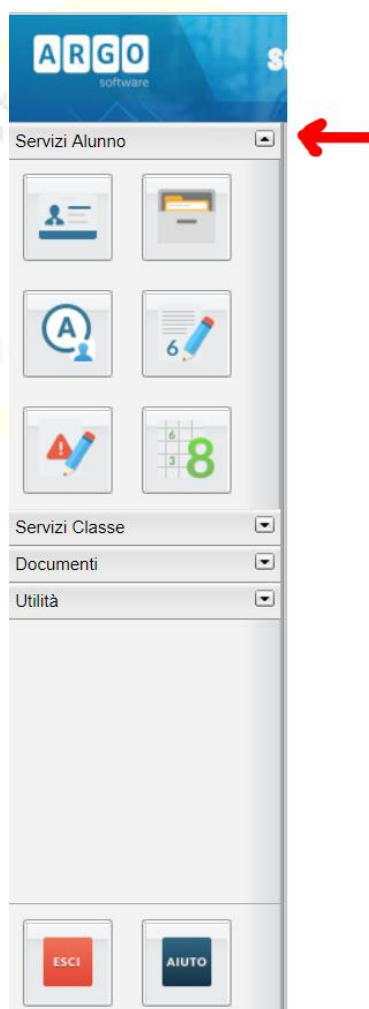 ARGO
software
Servizi Alunno
A
6
6
3
8
Servizi Classe
Documenti
Utilità
ESCI
AIUTO